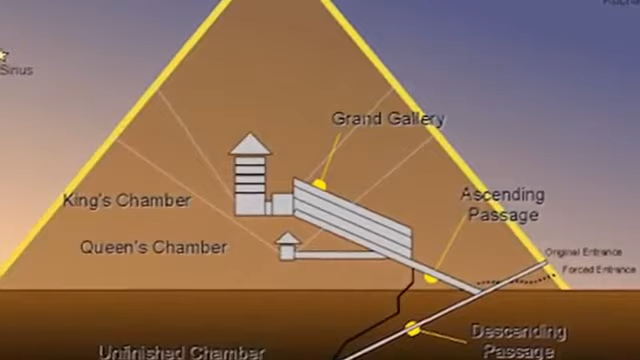 Sirius
Grand Gallery
King's Chamber
Ascending
Passage
Queen's Chamber
Original Entrance
Forced Entrance
Descending
Passage
Unfinished Chamber